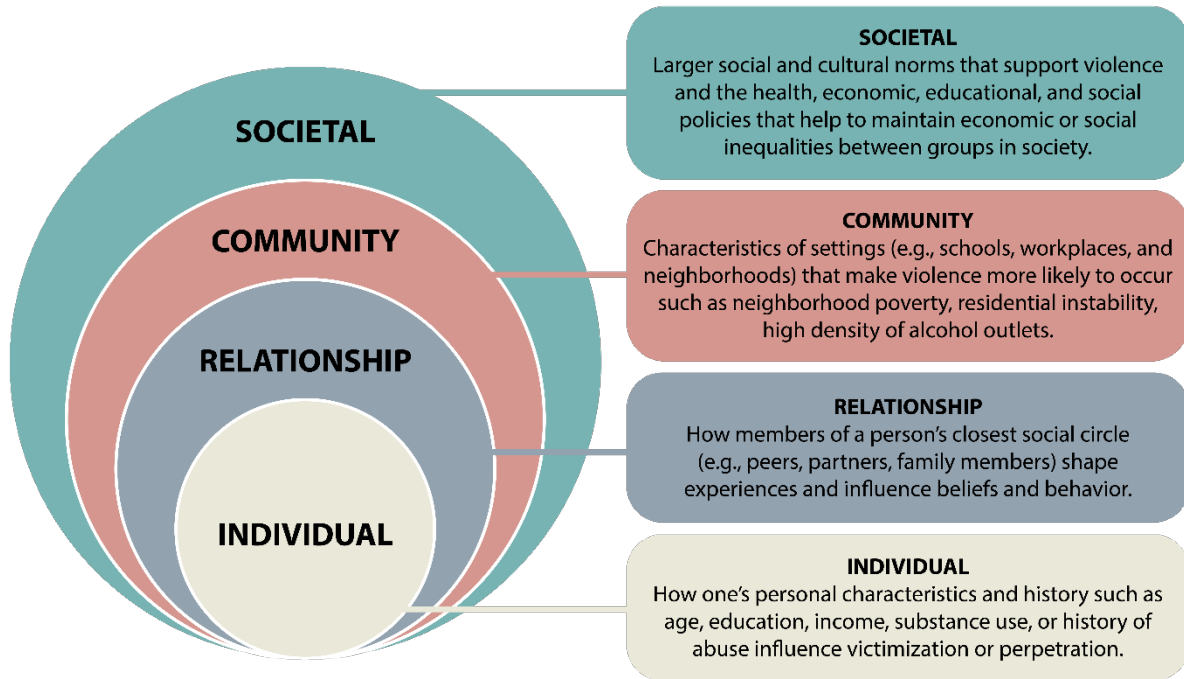 SOCIETAL
COMMUNITY
RELATIONSHIP
INDIVIDUAL
SOCIETAL
Larger social and cultural norms that support violence
and the health, economic, educational, and social
policies that help to maintain economic or social
inequalities between groups in society.
COMMUNITY
Characteristics of settings (e.g., schools, workplaces, and
neighborhoods) that make violence more likely to occur
such as neighborhood poverty, residential instability,
high density of alcohol outlets.
RELATIONSHIP
How members of a person’s closest social circle
(e.g., peers, partners, family members) shape
experiences and influence beliefs and behavior.
INDIVIDUAL
How one’s personal characteristics and history such as
age, education, income, substance use, or history of
abuse influence victimization or perpetration.